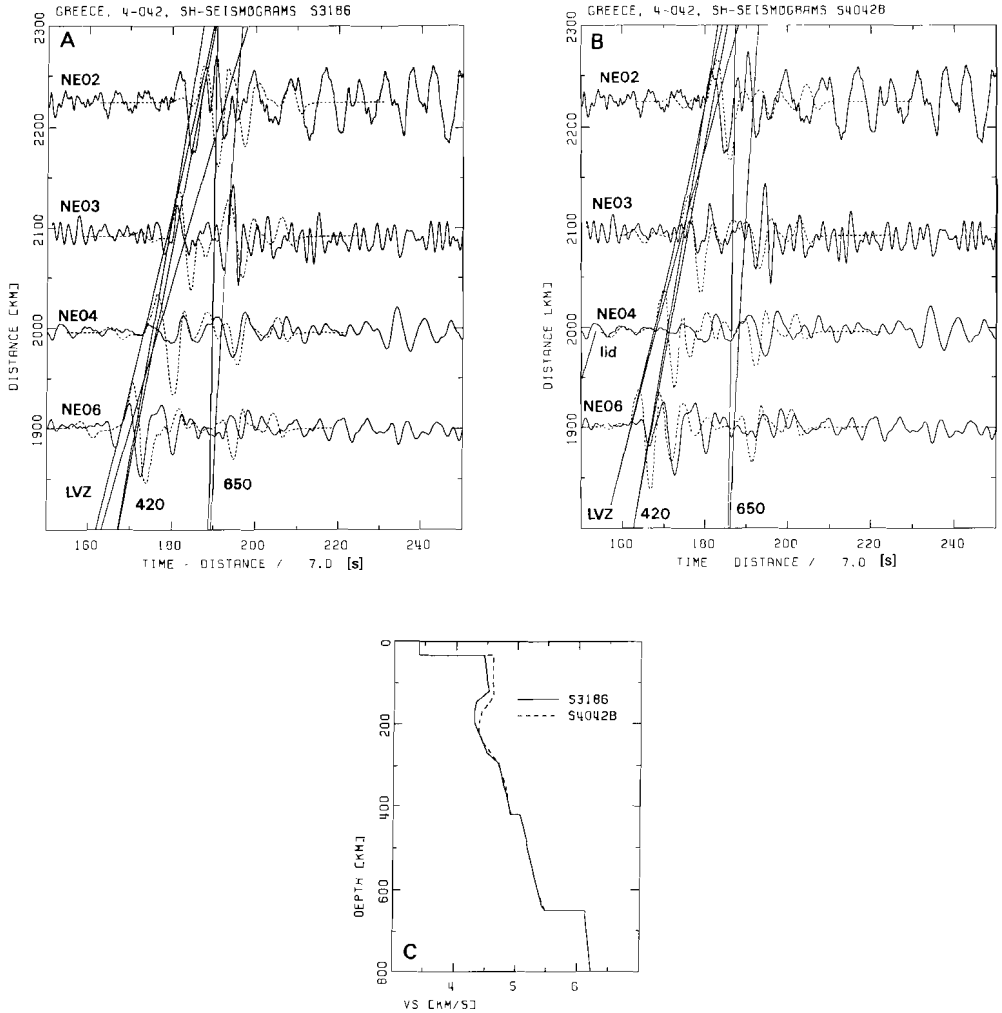 GREECE, 4-042, SH-SEISMOGRAMS S3186
A
2300
2200
2100
2000
1900
DISTANCE [KM]
NE02
NE03
NE04
NE06
LVZ
420
650
160 180 200 220 240
TIME - DISTANCE / 7.0 [s]
GREECE, 4-042, SH-SEISMOGRAMS S4042B
B
2300
2200
2100
2000
1900
DISTANCE [KM]
NE02
NE03
NE04
lid
NE06
LVZ
420
650
160 180 200 220 240
TIME DISTANCE / 7.0 [s]
0
200
400
600
800
DEPTH [KM]
S3186
S4042B
C
4 5 6
VS [KM/S]